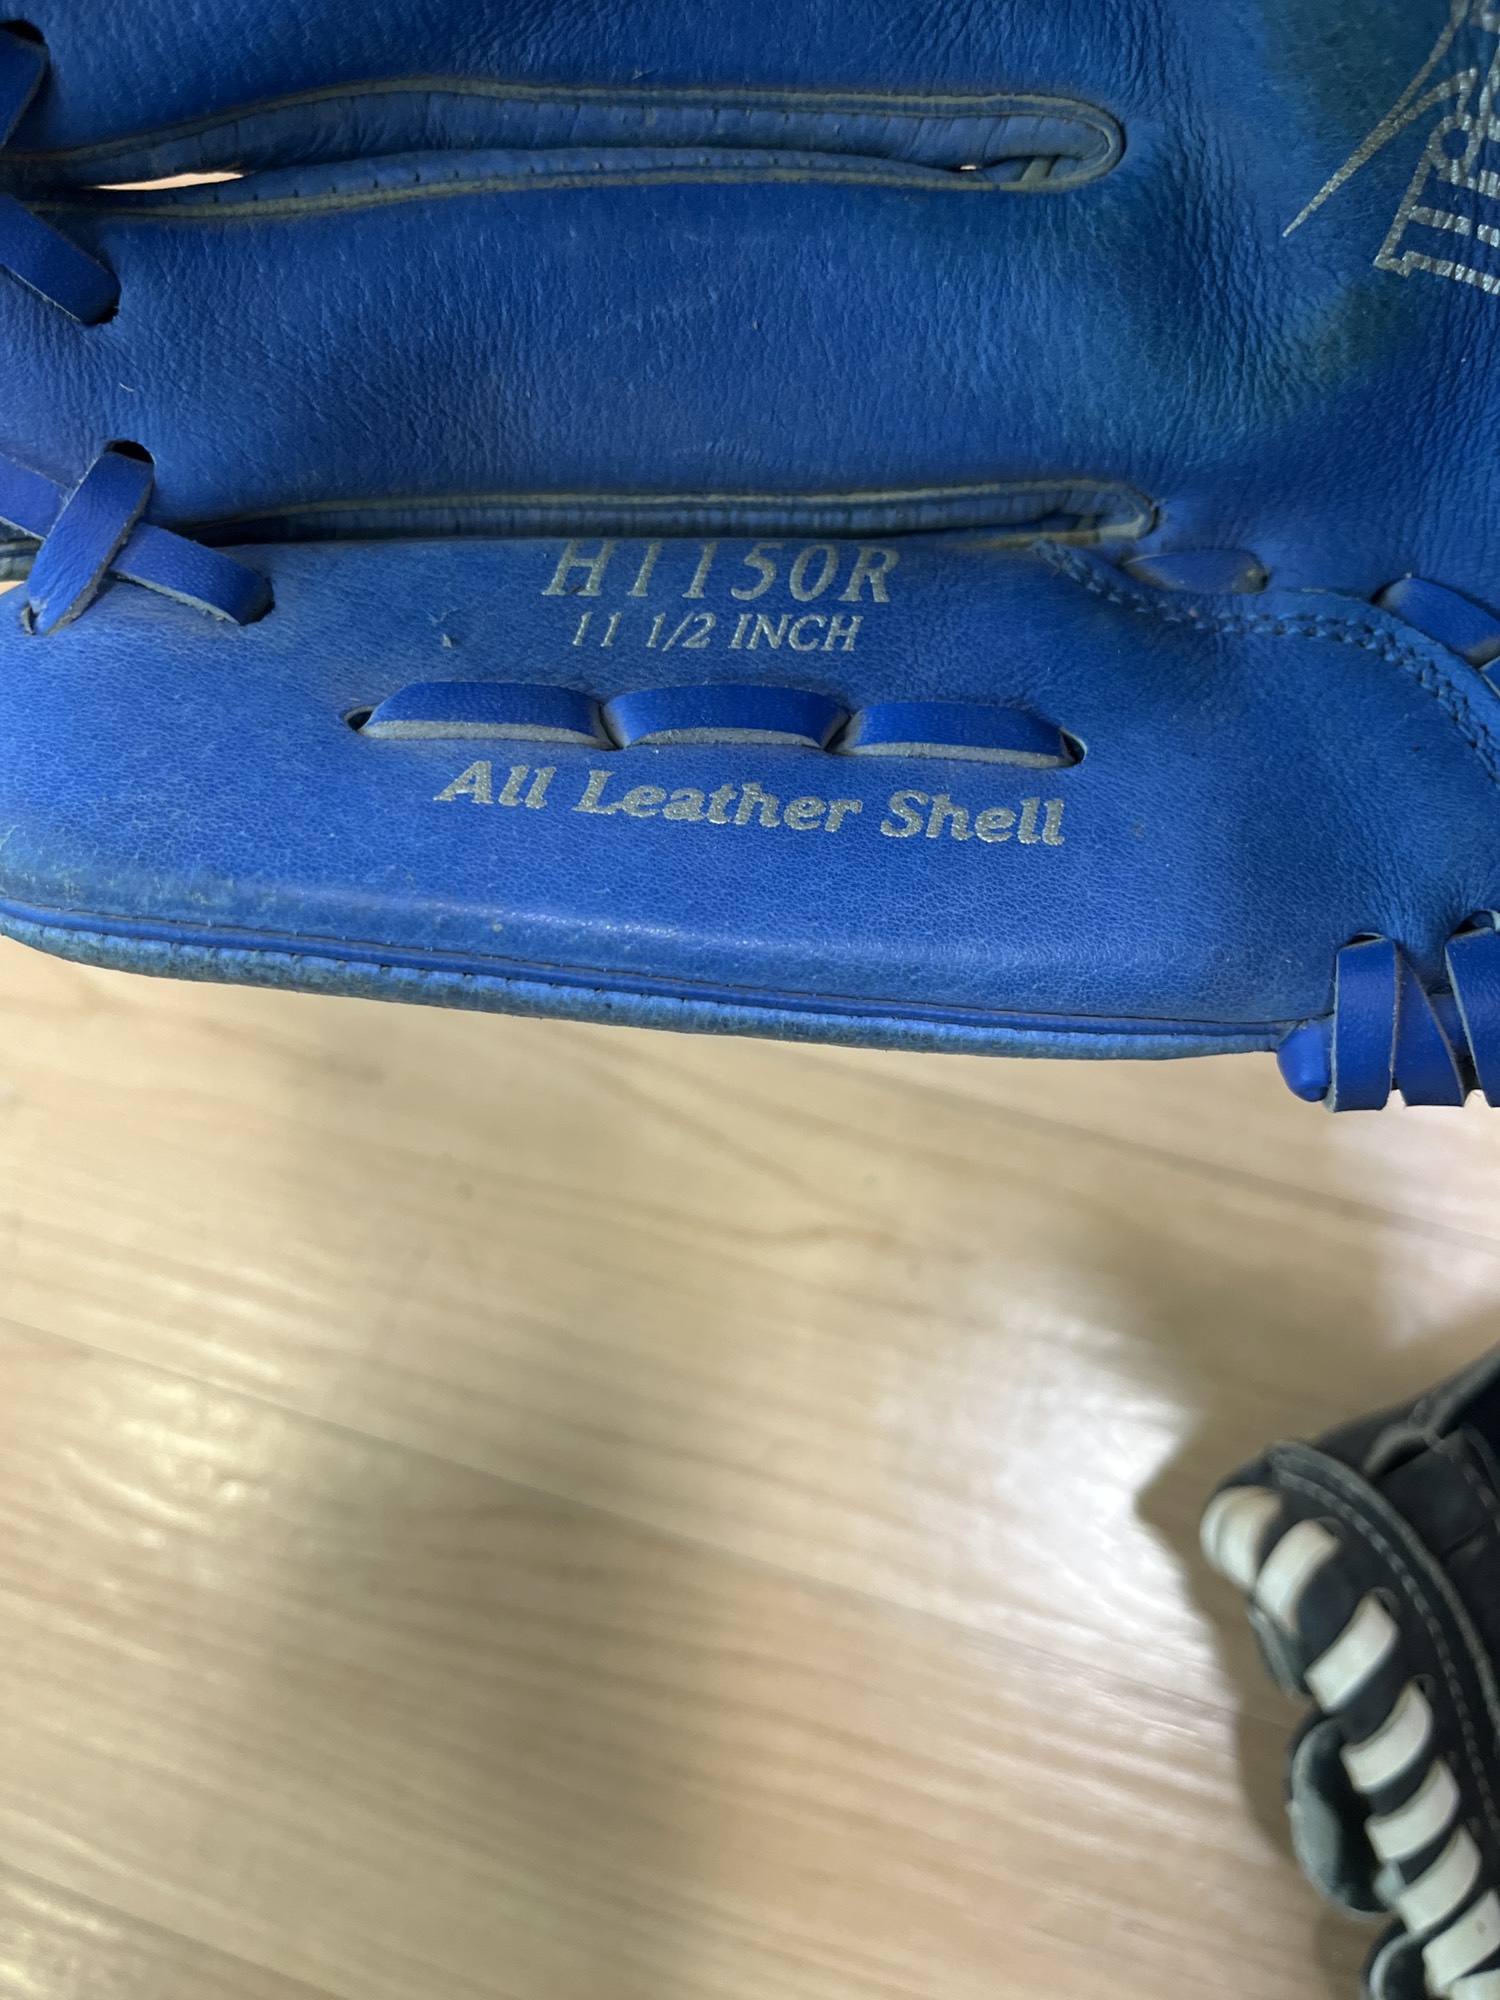 H1150R
11 1/2 INCH
All Leather Shell